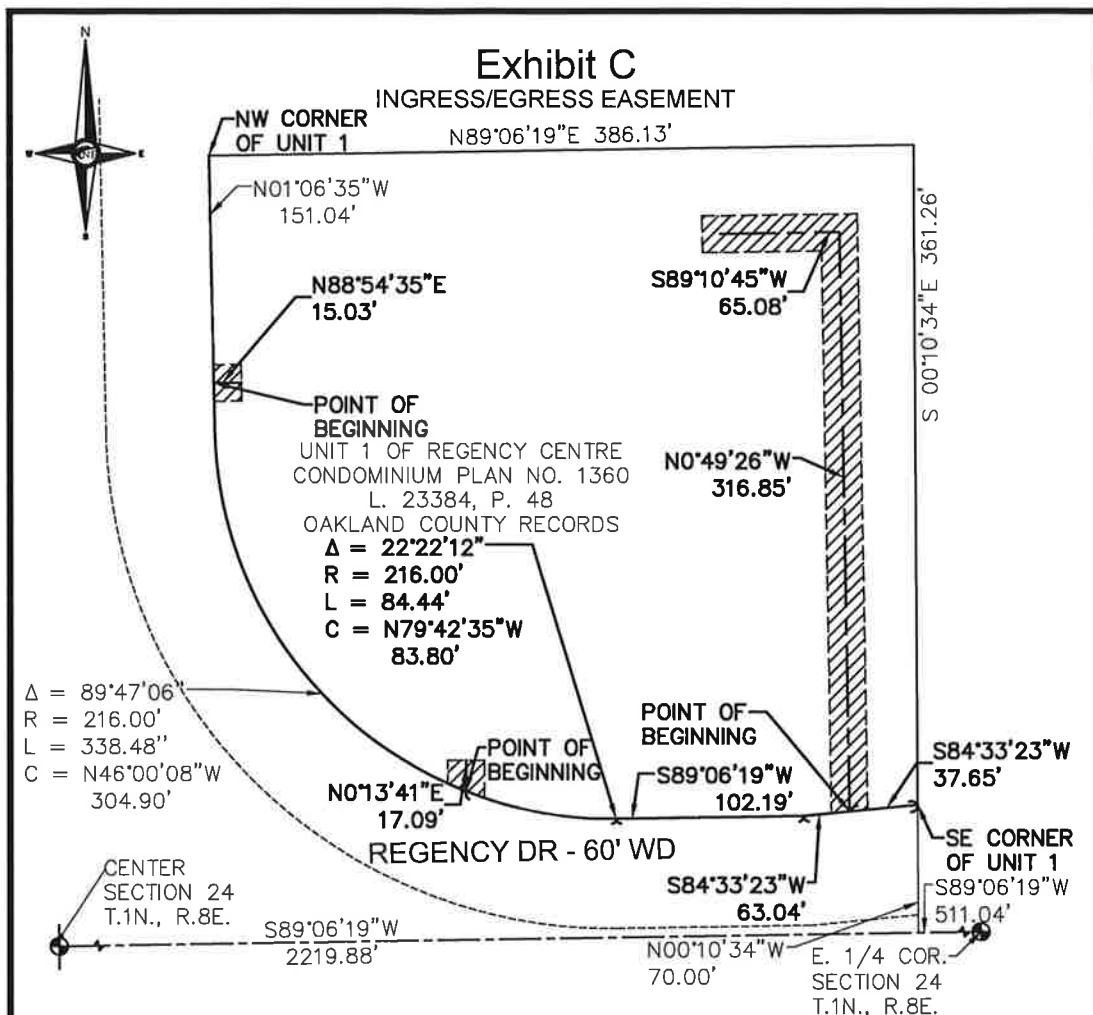 N
Exhibit C
INGRESS/EGRESS EASEMENT
NW CORNER
OF UNIT 1
N89°06'19"E 386.13'
W
E
S
N01°06'35"W
151.04'
S 00°10'34"E 361.26'
N88°54'35"E
15.03'
S89°10'45"W
65.08'
POINT OF
BEGINNING
UNIT 1 OF REGENCY CENTRE
CONDOMINIUM PLAN NO. 1360
L. 23384, P. 48
OAKLAND COUNTY RECORDS
N0°49'26"W
316.85'
Δ = 22°22'12"
R = 216.00'
L = 84.44'
C = N79°42'35"W
83.80'
Δ = 89°47'06"
R = 216.00'
L = 338.48"
C = N46°00'08"W
304.90'
POINT OF
BEGINNING
N0°13'41"E
17.09'
POINT OF
BEGINNING
S89°06'19"W
102.19'
S84°33'23"W
37.65'
REGENCY DR - 60' WD
S84°33'23"W
63.04'
SE CORNER
OF UNIT 1
CENTER
SECTION 24
T.1N., R.8E.
S89°06'19"W
2219.88'
N00°10'34"W
70.00'
S89°06'19"W
511.04'
E. 1/4 COR.
SECTION 24
T.1N., R.8E.